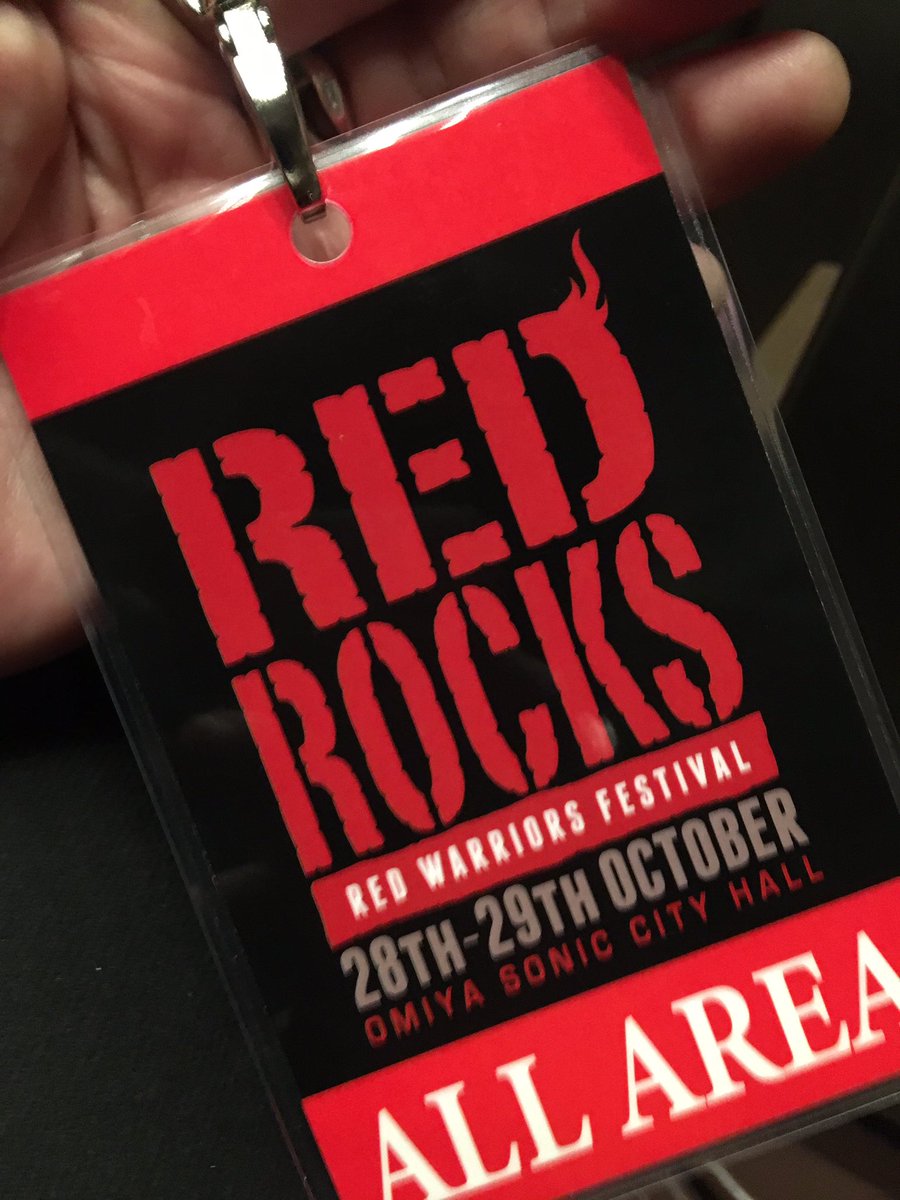 RED
ROCKS
RED WARRIORS FESTIVAL
28TH-29TH OCTOBER
OMIYA SONIC CITY HALL
ALL AREA